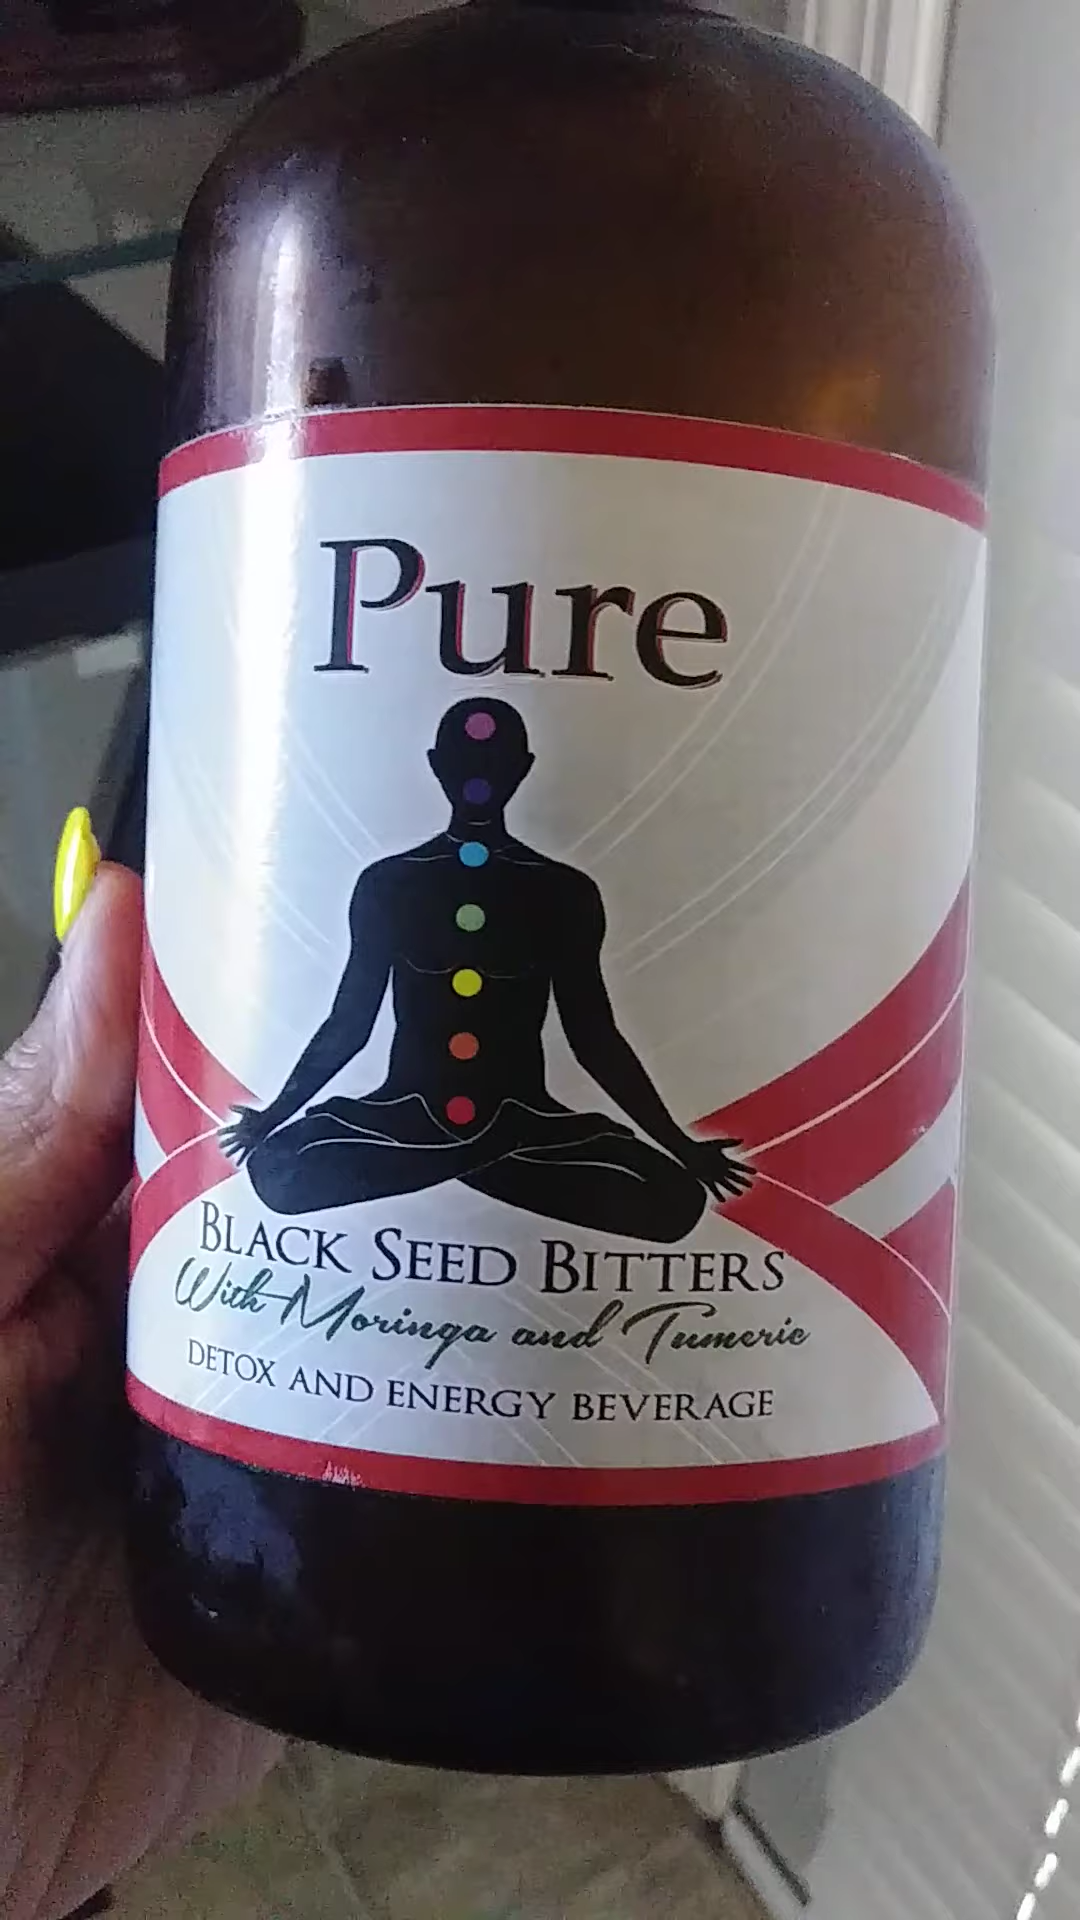 Pure
BLACK SEED BITTERS
With Moringa and Tumeric
DETOX AND ENERGY BEVERAGE